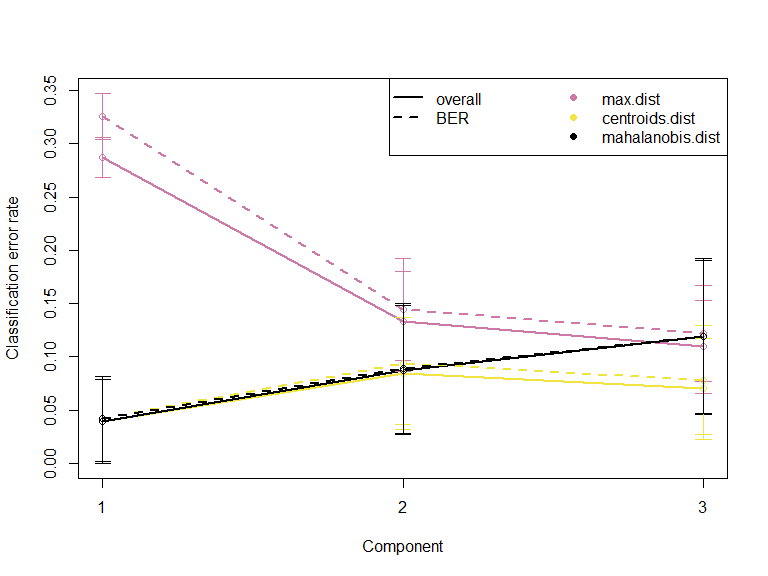 overall
BER
max.dist
centroids.dist
mahalanobis.dist
Classification error rate
0.35
0.30
0.25
0.20
0.15
0.10
0.05
0.00
1 2 3
Component